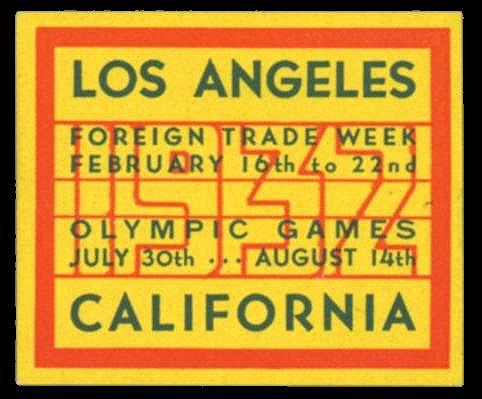 LOS ANGELES
1932
FOREIGN TRADE WEEK
FEBRUARY 16th to 22nd
OLYMPIC GAMES
JULY 30th ... AUGUST 14th
CALIFORNIA